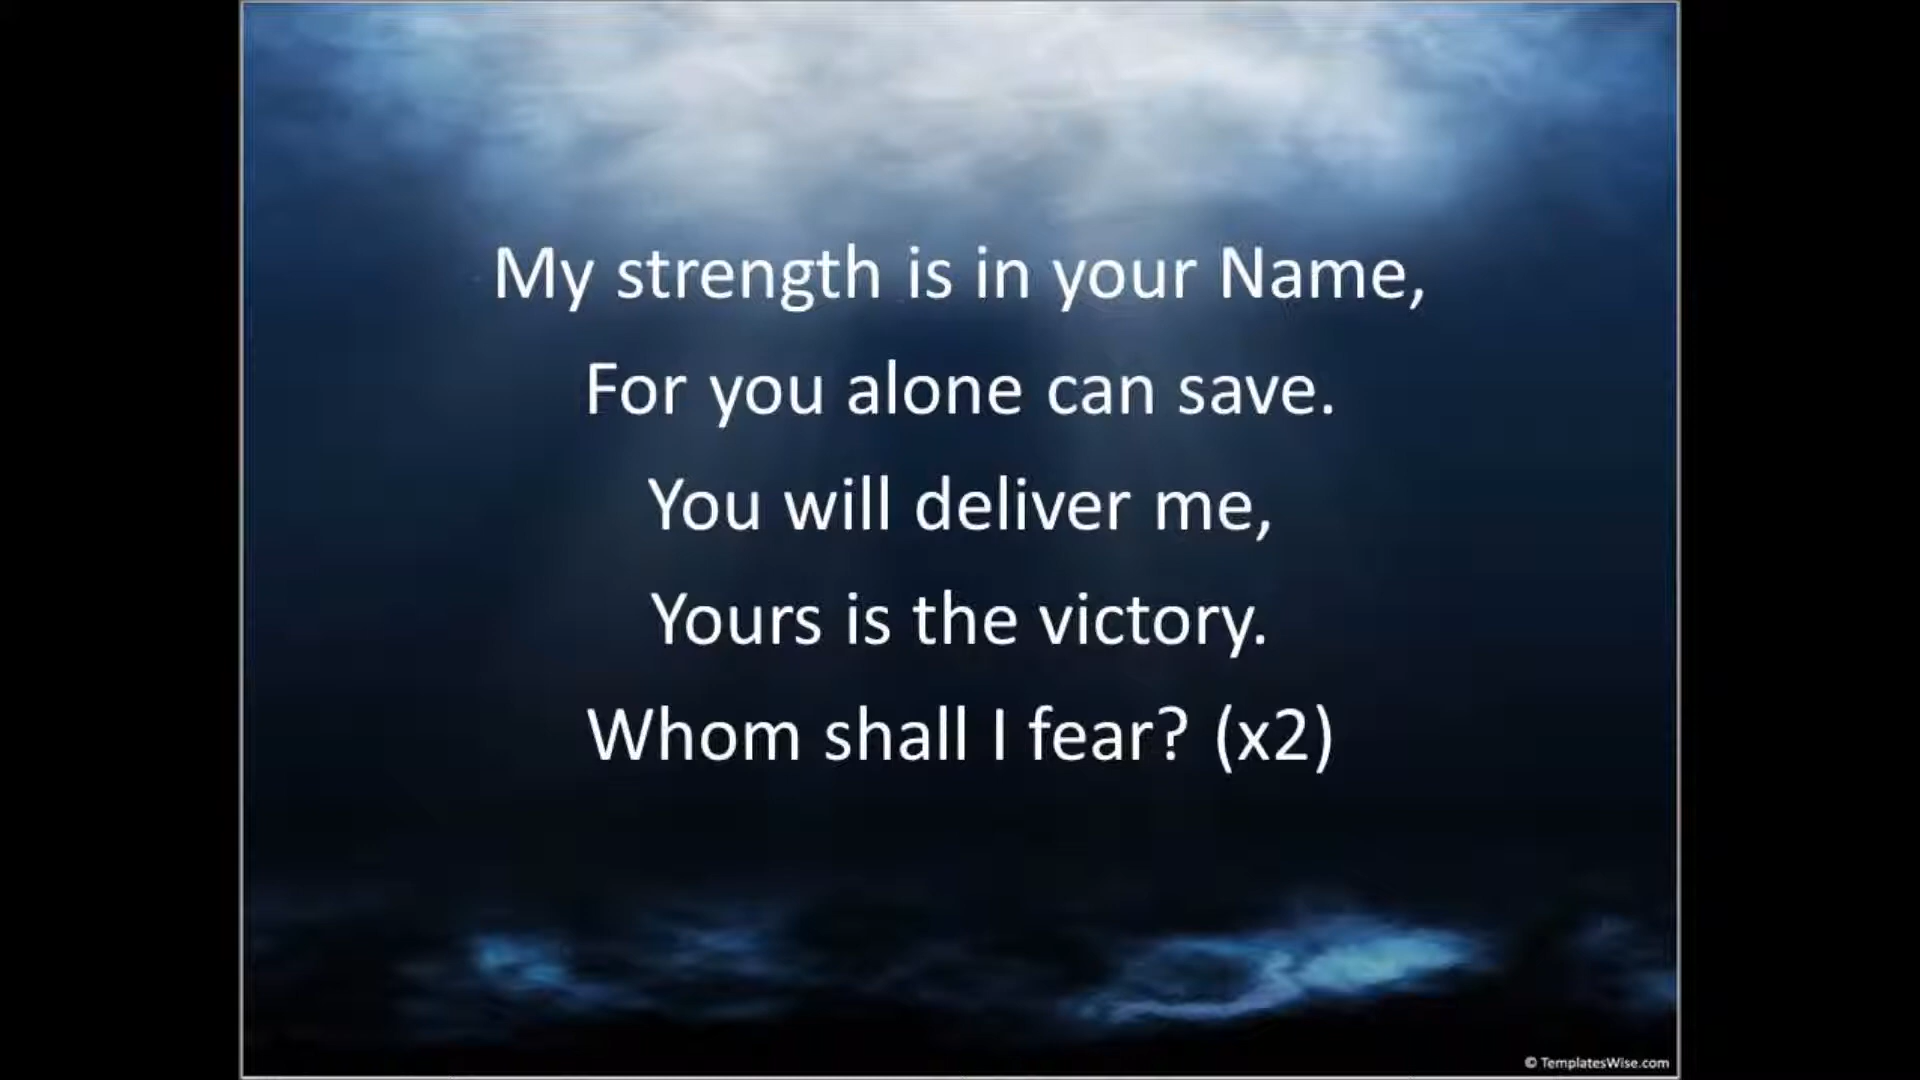 My strength is in your Name,
For you alone can save.
You will deliver me,
Yours is the victory.
Whom shall I fear? (x2)
© TemplatesWise.com